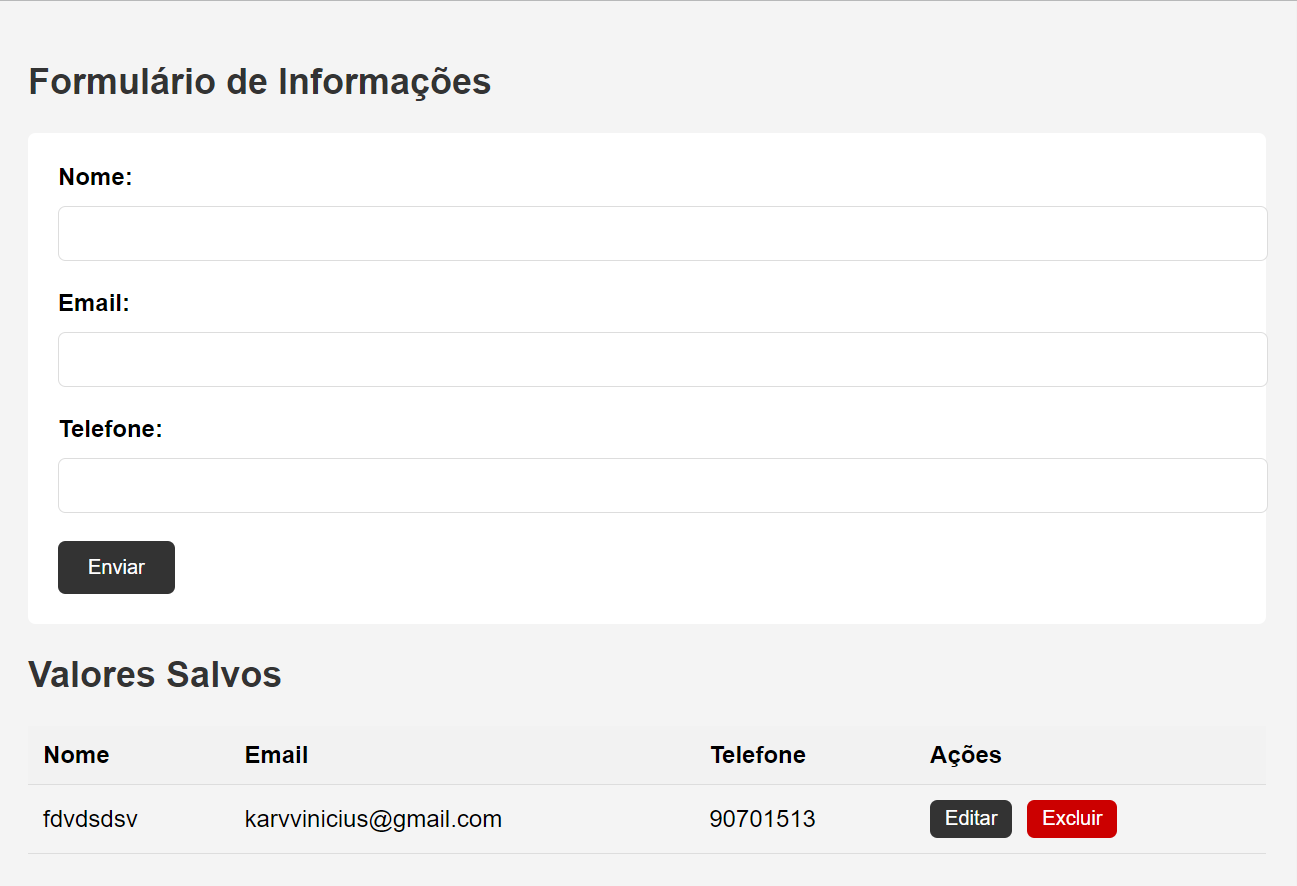 Formulário de Informações
Nome:
Email:
Telefone:
Enviar
Valores Salvos
Nome Email Telefone Ações
fdvdsdsv karvvinicius@gmail.com 90701513 Editar Excluir